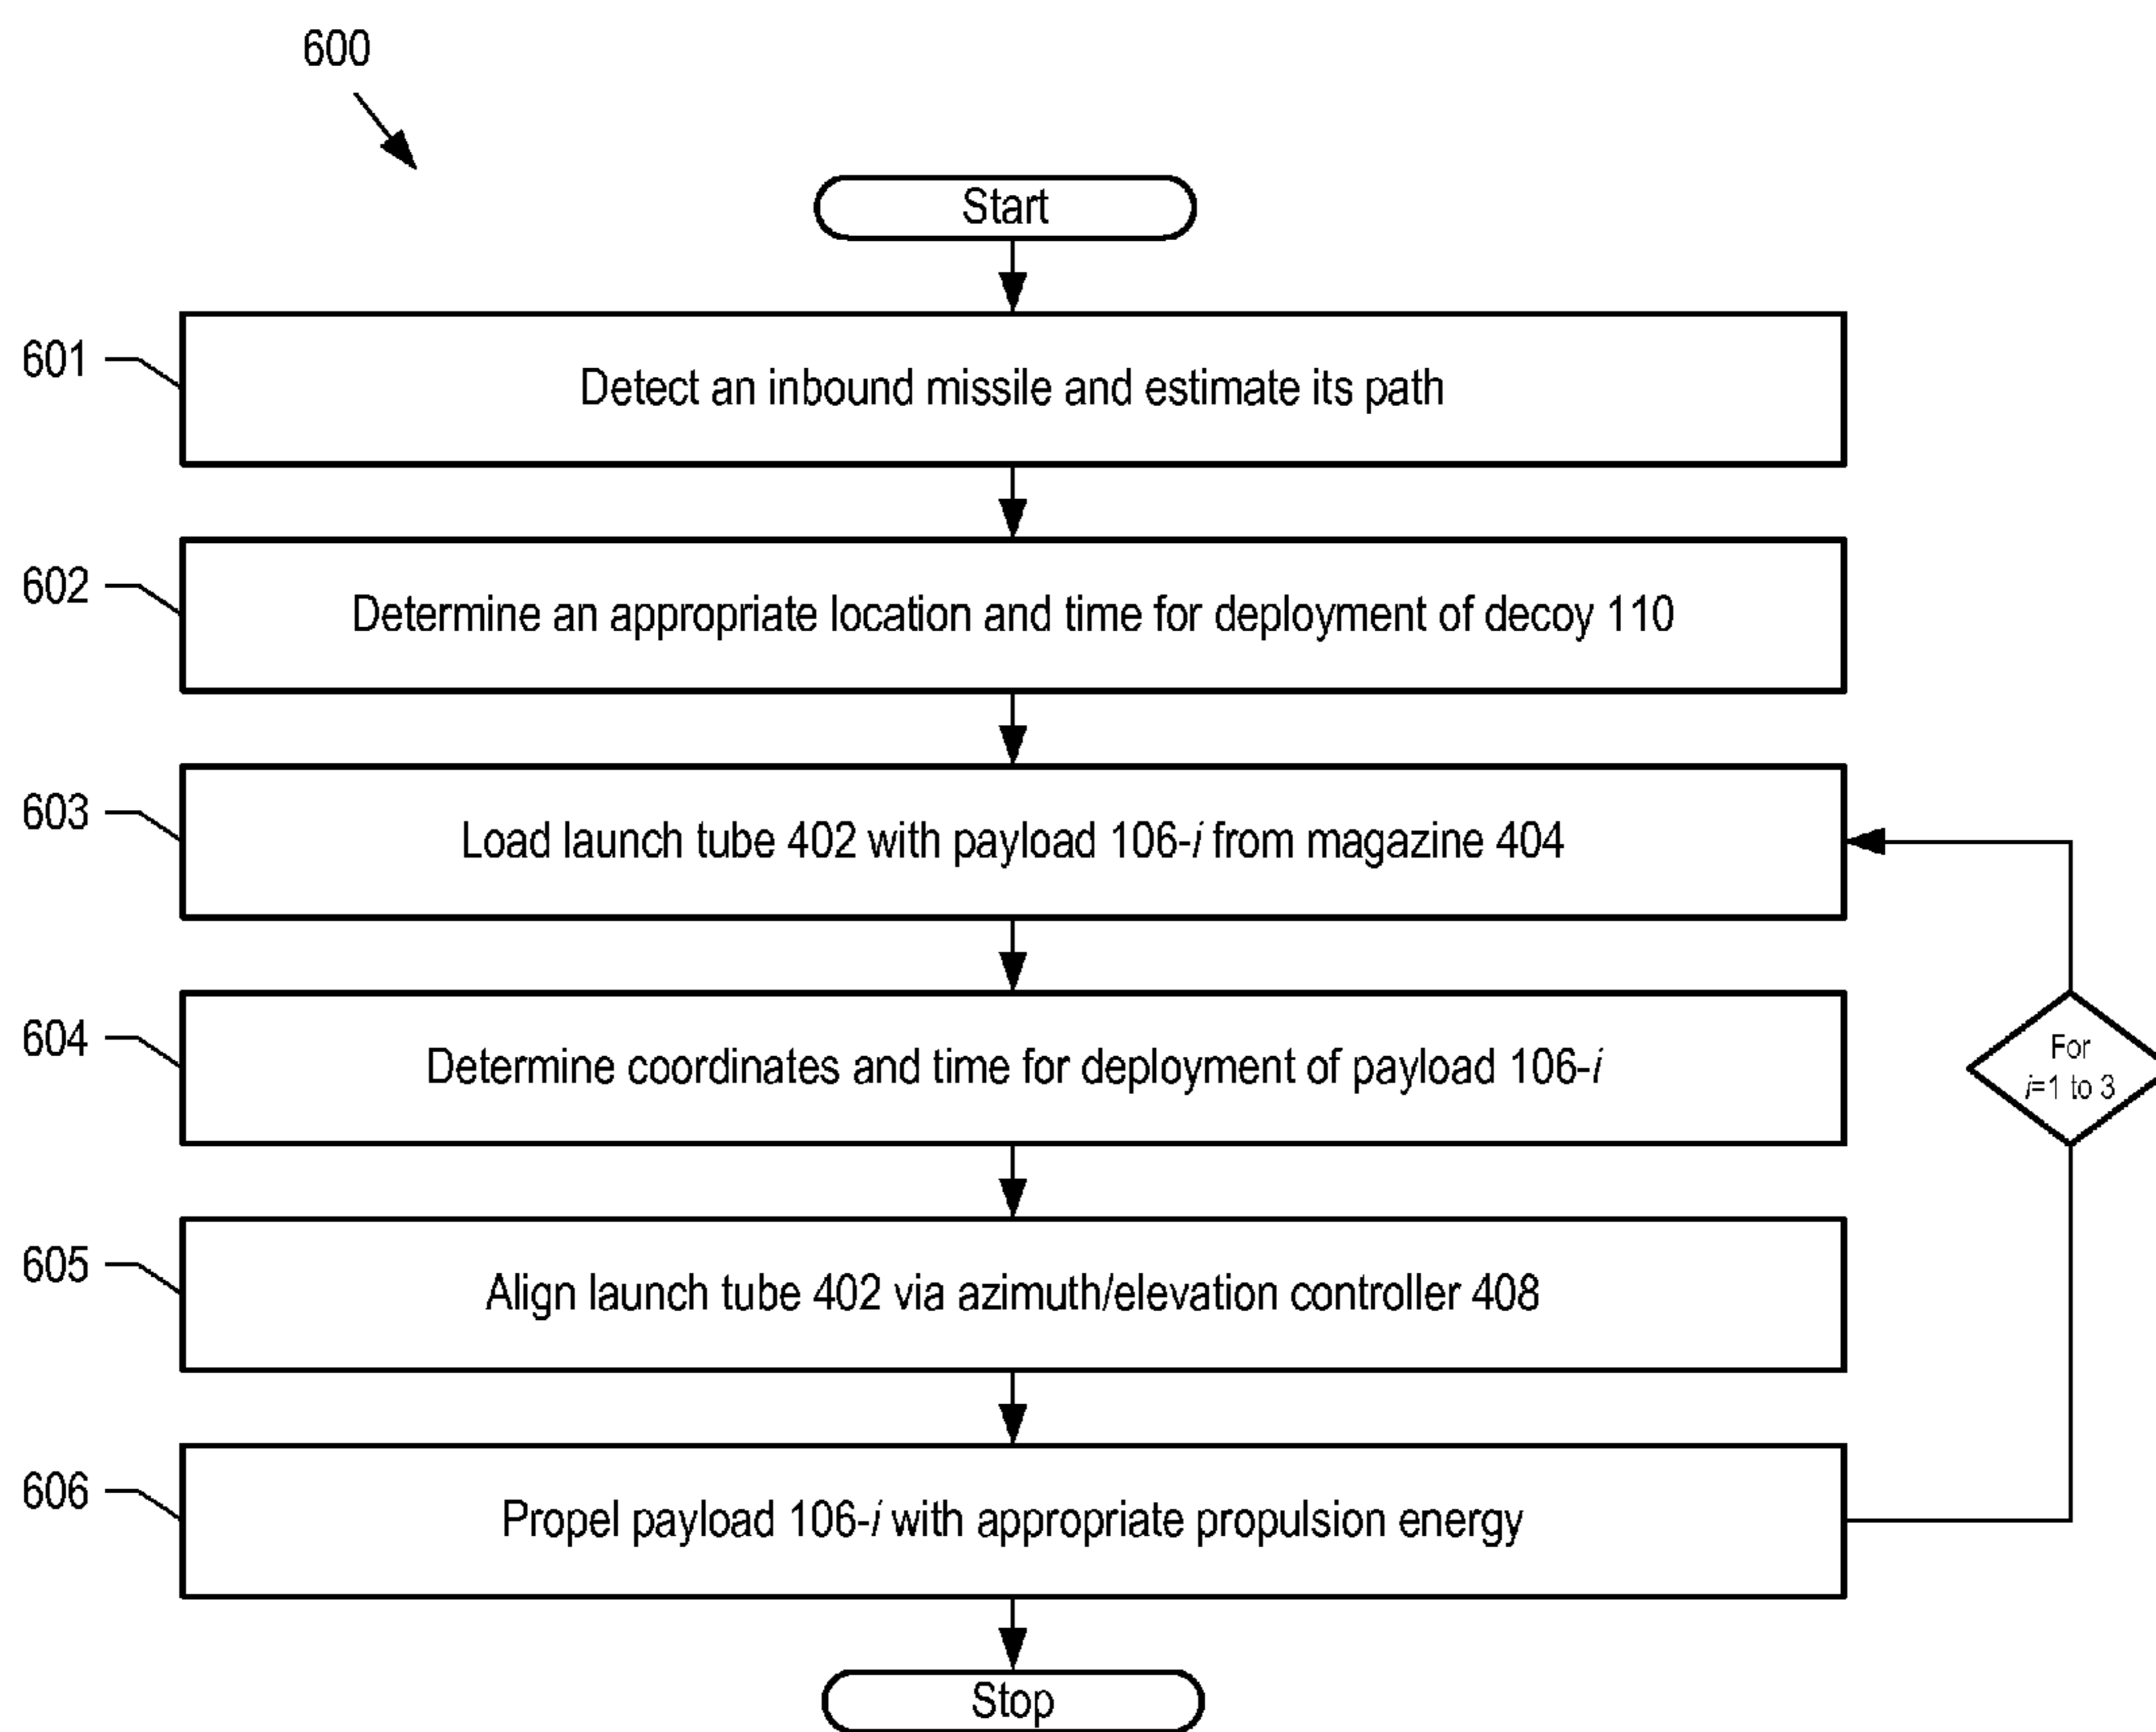 600
Start
601
Detect an inbound missile and estimate its path
602
Determine an appropriate location and time for deployment of decoy 110
603
Load launch tube 402 with payload 106-i from magazine 404
604
Determine coordinates and time for deployment of payload 106-i
For
i=1 to 3
605
Align launch tube 402 via azimuth/elevation controller 408
606
Propel payload 106-i with appropriate propulsion energy
Stop